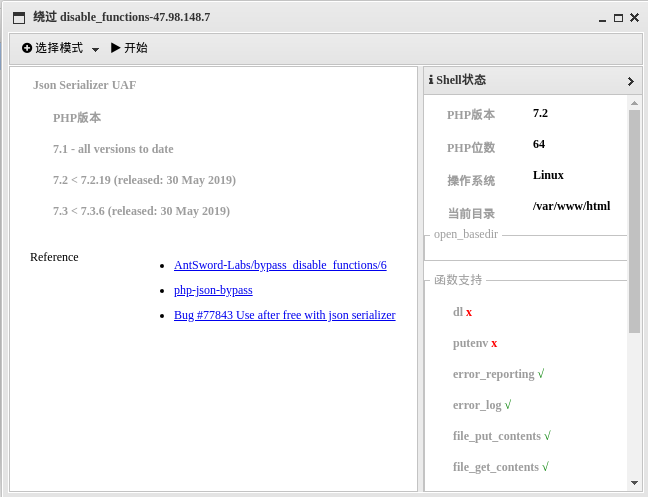 绕过 disable_functions-47.98.148.7
选择模式 开始
Json Serializer UAF
PHP版本
7.1 - all versions to date
7.2 < 7.2.19 (released: 30 May 2019)
7.3 < 7.3.6 (released: 30 May 2019)
Reference
AntSword-Labs/bypass_disable_functions/6
php-json-bypass
Bug #77843 Use after free with json serializer
Shell状态
PHP版本 7.2
PHP位数 64
操作系统 Linux
当前目录 /var/www/html
open_basedir
函数支持
dl x
putenv x
error_reporting √
error_log √
file_put_contents √
file_get_contents √